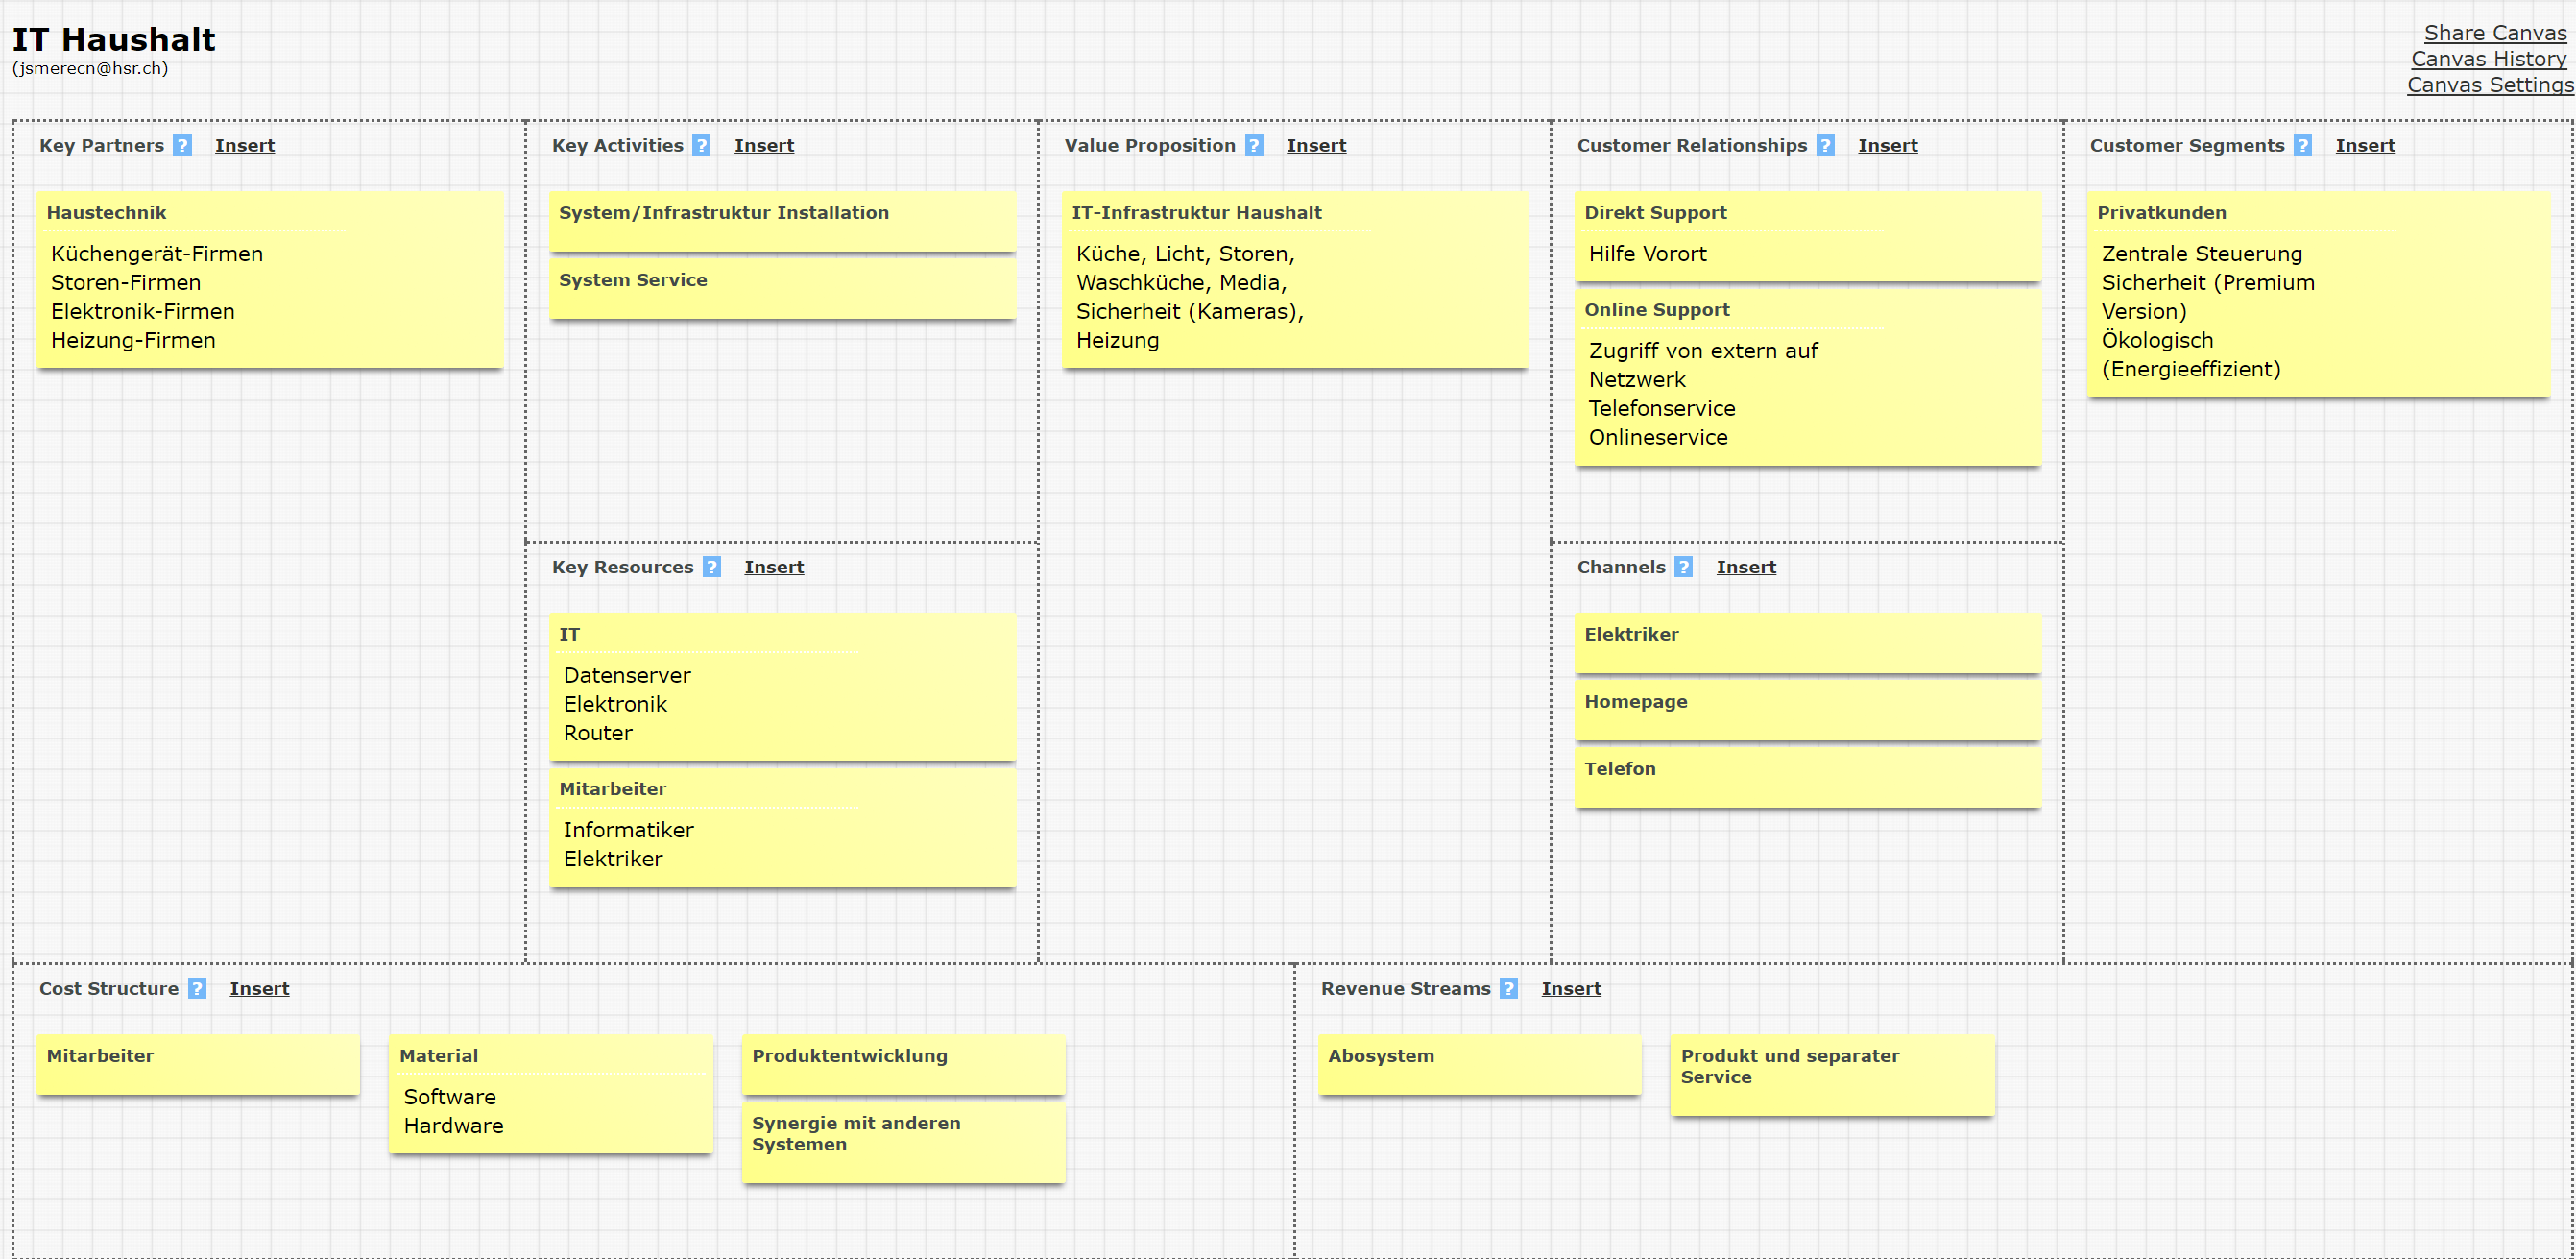 IT Haushalt
(jsmerecn@hsr.ch)
Share Canvas
Canvas History
Canvas Settings
Key Partners ? Insert
Haustechnik
Küchengerät-Firmen
Storen-Firmen
Elektronik-Firmen
Heizung-Firmen
Key Activities ? Insert
System/Infrastruktur Installation
System Service
Key Resources ? Insert
IT
Datenserver
Elektronik
Router
Mitarbeiter
Informatiker
Elektriker
Value Proposition ? Insert
IT-Infrastruktur Haushalt
Küche, Licht, Storen,
Waschküche, Media,
Sicherheit (Kameras),
Heizung
Customer Relationships ? Insert
Direkt Support
Hilfe Vorort
Online Support
Zugriff von extern auf
Netzwerk
Telefonservice
Onlineservice
Channels ? Insert
Elektriker
Homepage
Telefon
Customer Segments ? Insert
Privatkunden
Zentrale Steuerung
Sicherheit (Premium
Version)
Ökologisch
(Energieeffizient)
Cost Structure ? Insert
Mitarbeiter
Material
Software
Hardware
Produktentwicklung
Synergie mit anderen
Systemen
Revenue Streams ? Insert
Abosystem
Produkt und separater
Service